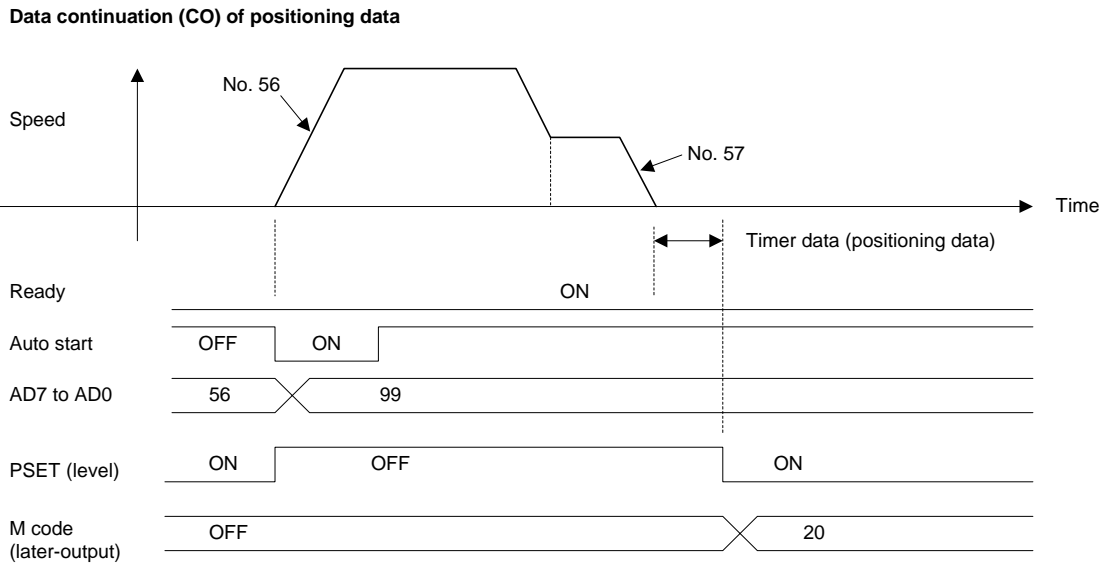 Data continuation (CO) of positioning data
No. 56
Speed
No. 57
Time
Timer data (positioning data)
Ready
ON
Auto start
OFF
ON
AD7 to AD0
56
99
PSET (level)
ON
OFF
ON
M code
(later-output)
OFF
20